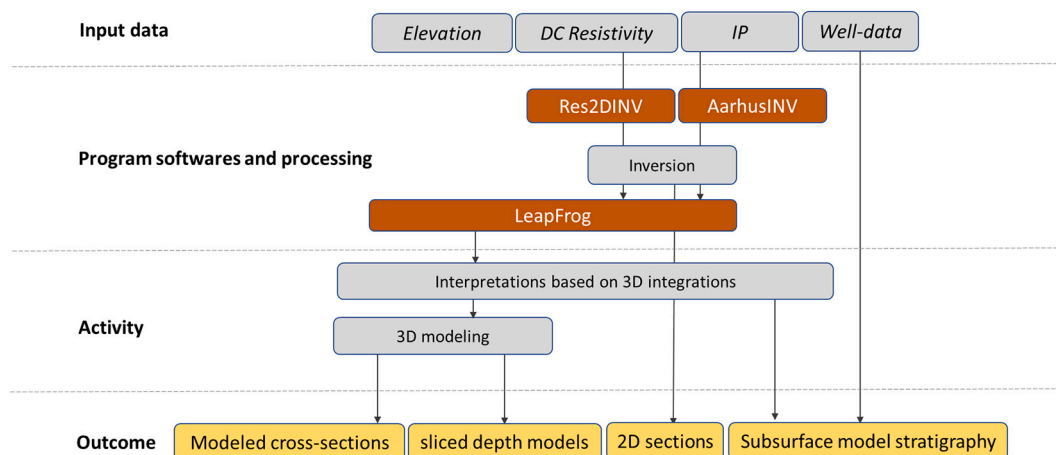 Input data
Elevation
DC Resistivity
IP
Well-data
Res2DINV
AarhusINV
Program softwares and processing
Inversion
LeapFrog
Interpretations based on 3D integrations
Activity
3D modeling
Outcome
Modeled cross-sections
sliced depth models
2D sections
Subsurface model stratigraphy